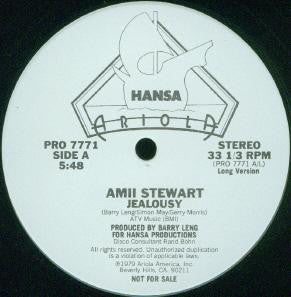 HANSA
ARIOLA
PRO 7771
SIDE A
5:48
STEREO
33 1/3 RPM
(PRO 7771 A/L)
Long Version
AMII STEWART
JEALOUSY
(Barry Leng/Simon May/Gerry Morris)
ATV Music (BMI)
PRODUCED BY BARRY LENG
FOR HANSA PRODUCTIONS
Disco Consultant Rand Bohn
All rights reserved. Unauthorized duplication
is a violation of applicable laws.
℗1979 Ariola America, Inc.
Beverly Hills, CA. 90211
NOT FOR SALE